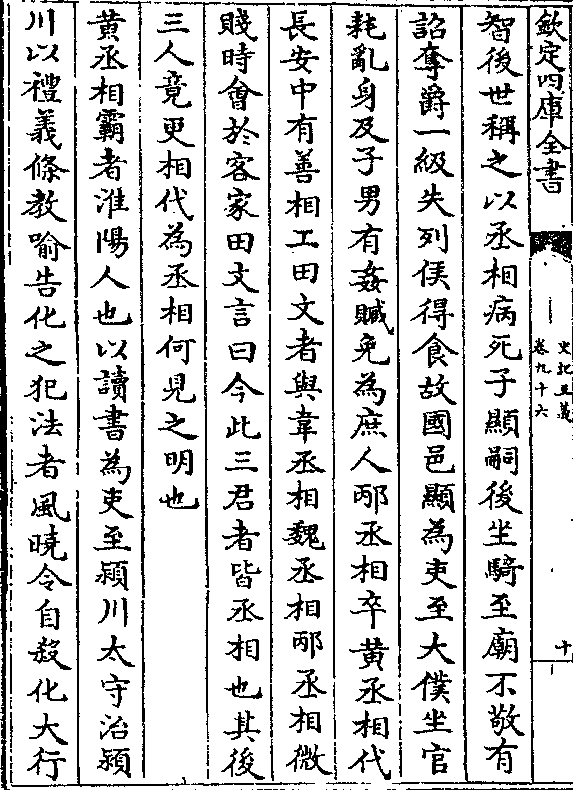 欽定四庫全書
史記正義
卷九十六
十
智後世稱之以丞相病死子顯嗣後坐騎至廟不敬有
詔奪爵一級失列侯得食故國邑顯為吏至大僕坐官
耗亂身及子男有姦贓免為庶人邴丞相卒黄丞相代
長安中有善相工田文者與韋丞相魏丞相邴丞相微
賤時會於客家田文言曰今此三君者皆丞相也其後
三人竟更相代為丞相何見之明也
黄丞相霸者淮陽人也以讀書為吏至潁川太守治潁
川以禮義條教喻告化之犯法者風曉令自殺化大行